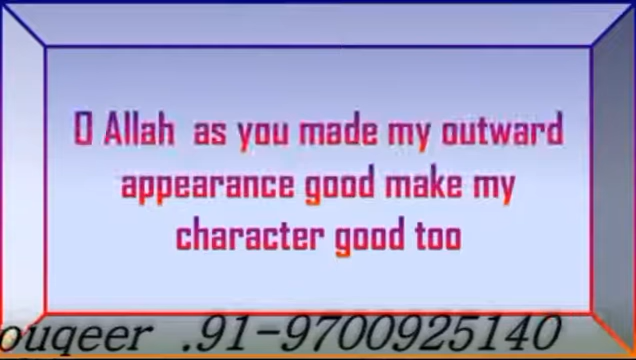 O Allah as you made my outward
appearance good make my
character good too
ouqeer .91-9700925140